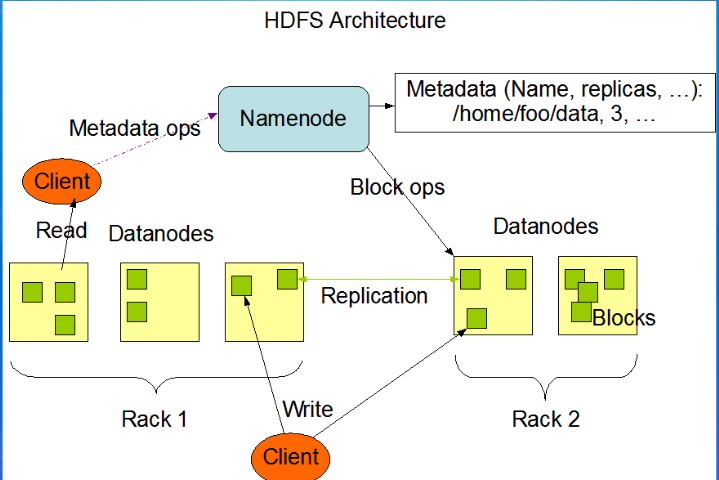 HDFS Architecture
Metadata (Name, replicas, …):
/home/foo/data, 3, …
Namenode
Metadata ops
Client
Block ops
Read
Datanodes
Datanodes
Replication
Blocks
Rack 1
Write
Rack 2
Client